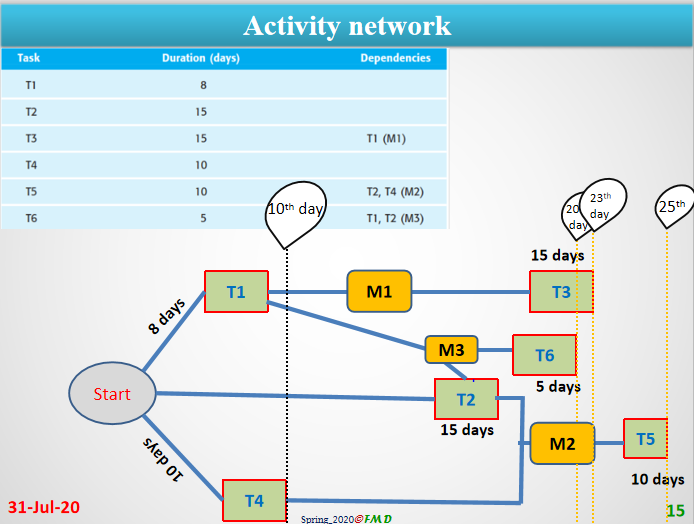 Activity network
Task Duration (days) Dependencies
T1 8
T2 15
T3 15 T1 (M1)
T4 10
T5 10 T2, T4 (M2)
T6 5 T1, T2 (M3)
10th day
20
day
23th
day
25th
15 days
T1
M1
T3
8 days
M3
T6
Start
5 days
T2
15 days
M2
T5
10 days
10 days
T4
31-Jul-20
Spring_2020©FMD
15